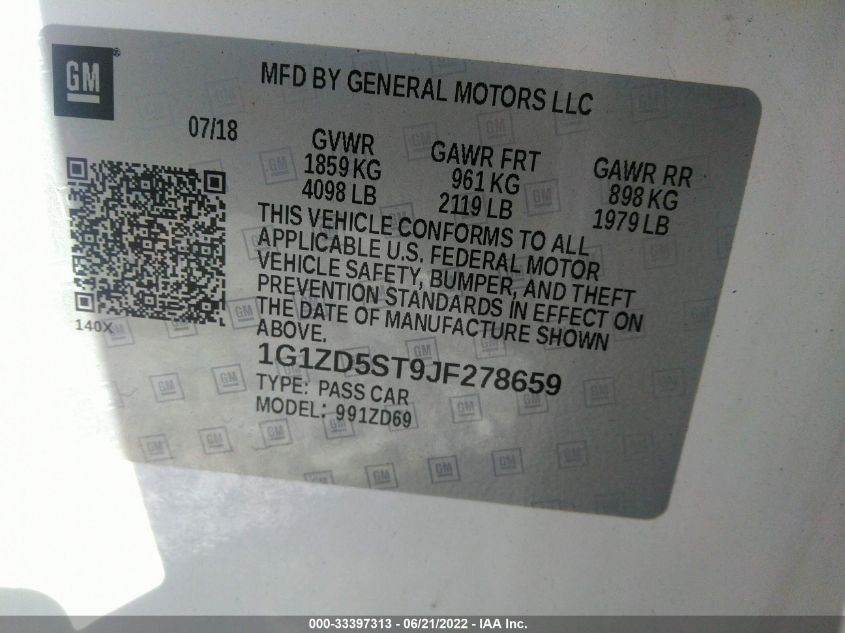 GM®
MFD BY GENERAL MOTORS LLC
07/18
GVWR
1859 KG
4098 LB
GAWR FRT
961 KG
2119 LB
GAWR RR
898 KG
1979 LB
THIS VEHICLE CONFORMS TO ALL
APPLICABLE U.S. FEDERAL MOTOR
VEHICLE SAFETY, BUMPER, AND THEFT
PREVENTION STANDARDS IN EFFECT ON
THE DATE OF MANUFACTURE SHOWN
ABOVE.
140X
1G1ZD5ST9JF278659
TYPE: PASS CAR
MODEL: 991ZD69
000-33397313 - 06/21/2022 - IAA Inc.